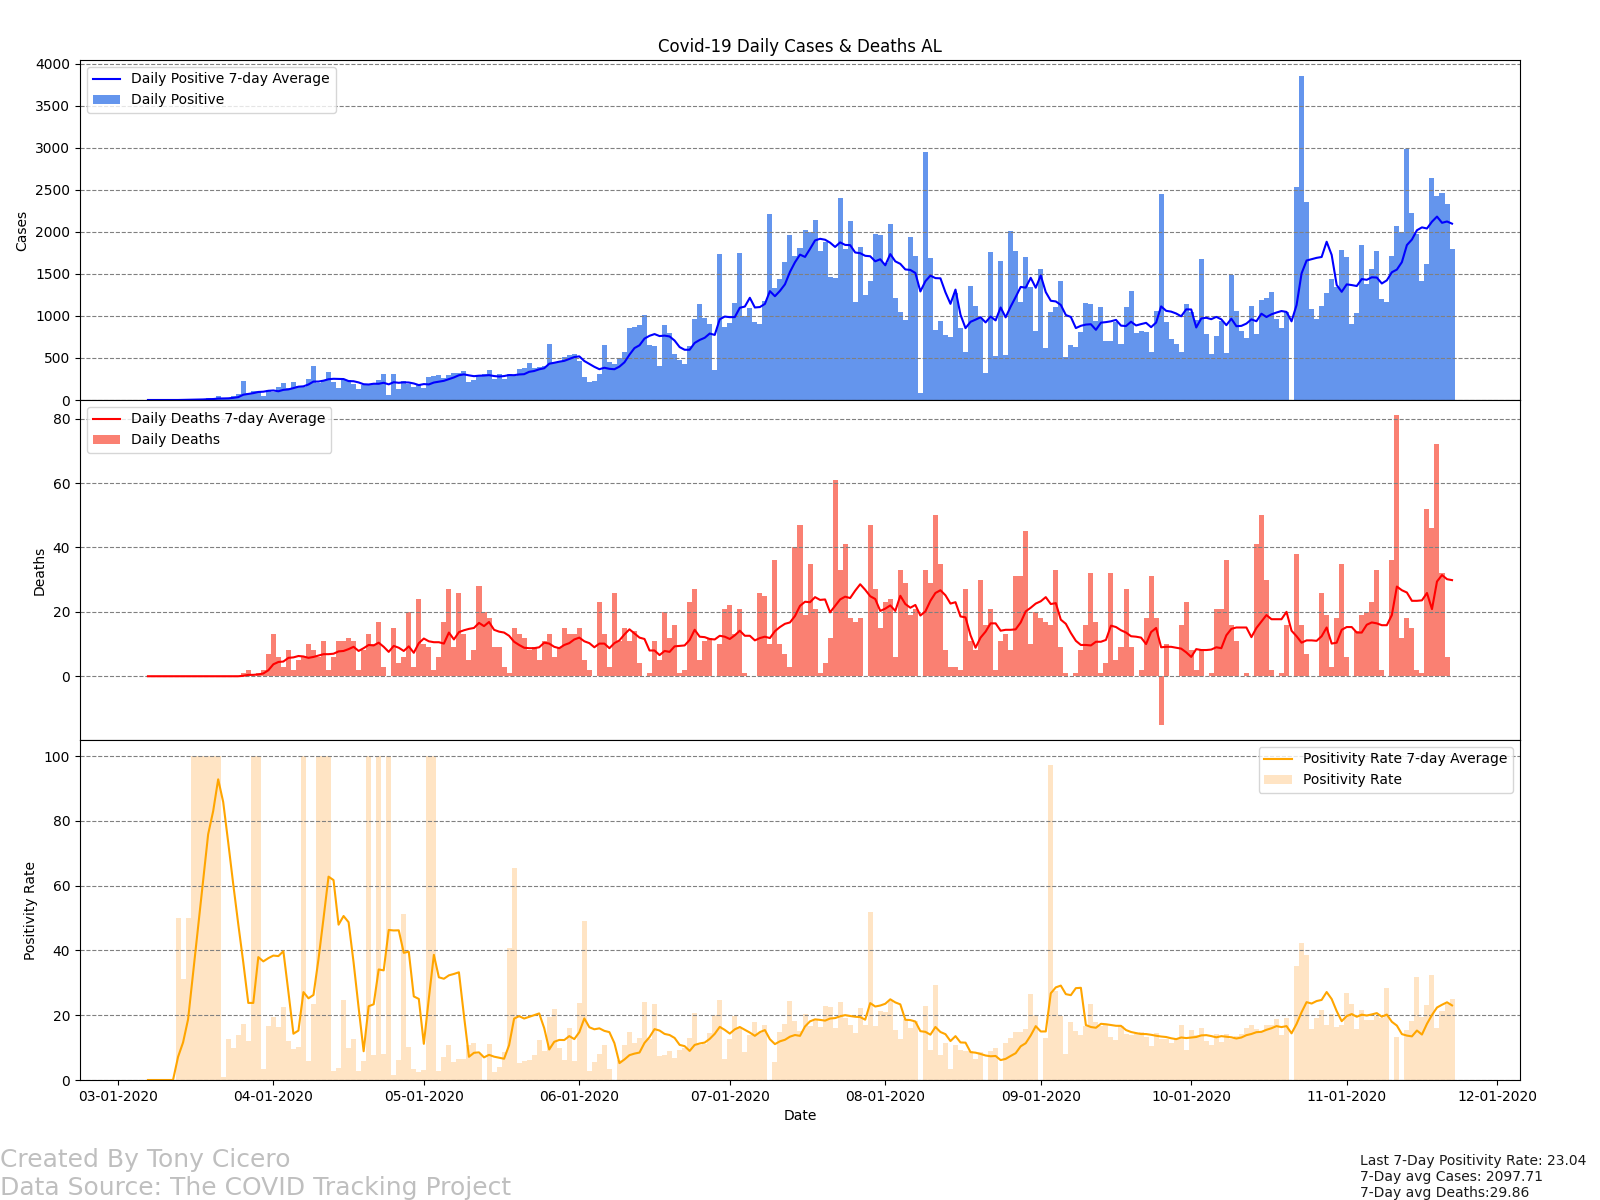 Covid-19 Daily Cases & Deaths AL
4000
3500
3000
2500
2000
1500
1000
500
0
Cases
Daily Positive 7-day Average
Daily Positive
80
60
40
20
0
Deaths
Daily Deaths 7-day Average
Daily Deaths
100
80
60
40
20
0
Positivity Rate
Positivity Rate 7-day Average
Positivity Rate
03-01-2020 04-01-2020 05-01-2020 06-01-2020 07-01-2020 08-01-2020 09-01-2020 10-01-2020 11-01-2020 12-01-2020
Date
Created By Tony Cicero
Data Source: The COVID Tracking Project
Last 7-Day Positivity Rate: 23.04
7-Day avg Cases: 2097.71
7-Day avg Deaths:29.86